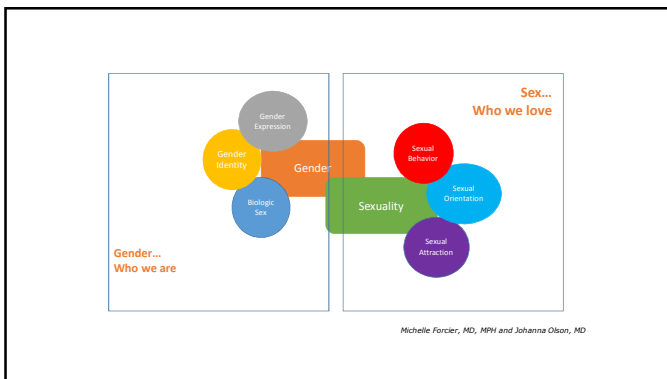 Gender
Expression
Gender
Identity
Biologic
Sex
Gender
Gender...
Who we are
Sex...
Who we love
Sexual
Behavior
Sexual
Orientation
Sexuality
Sexual
Attraction
Michelle Forcier, MD, MPH and Johanna Olson, MD